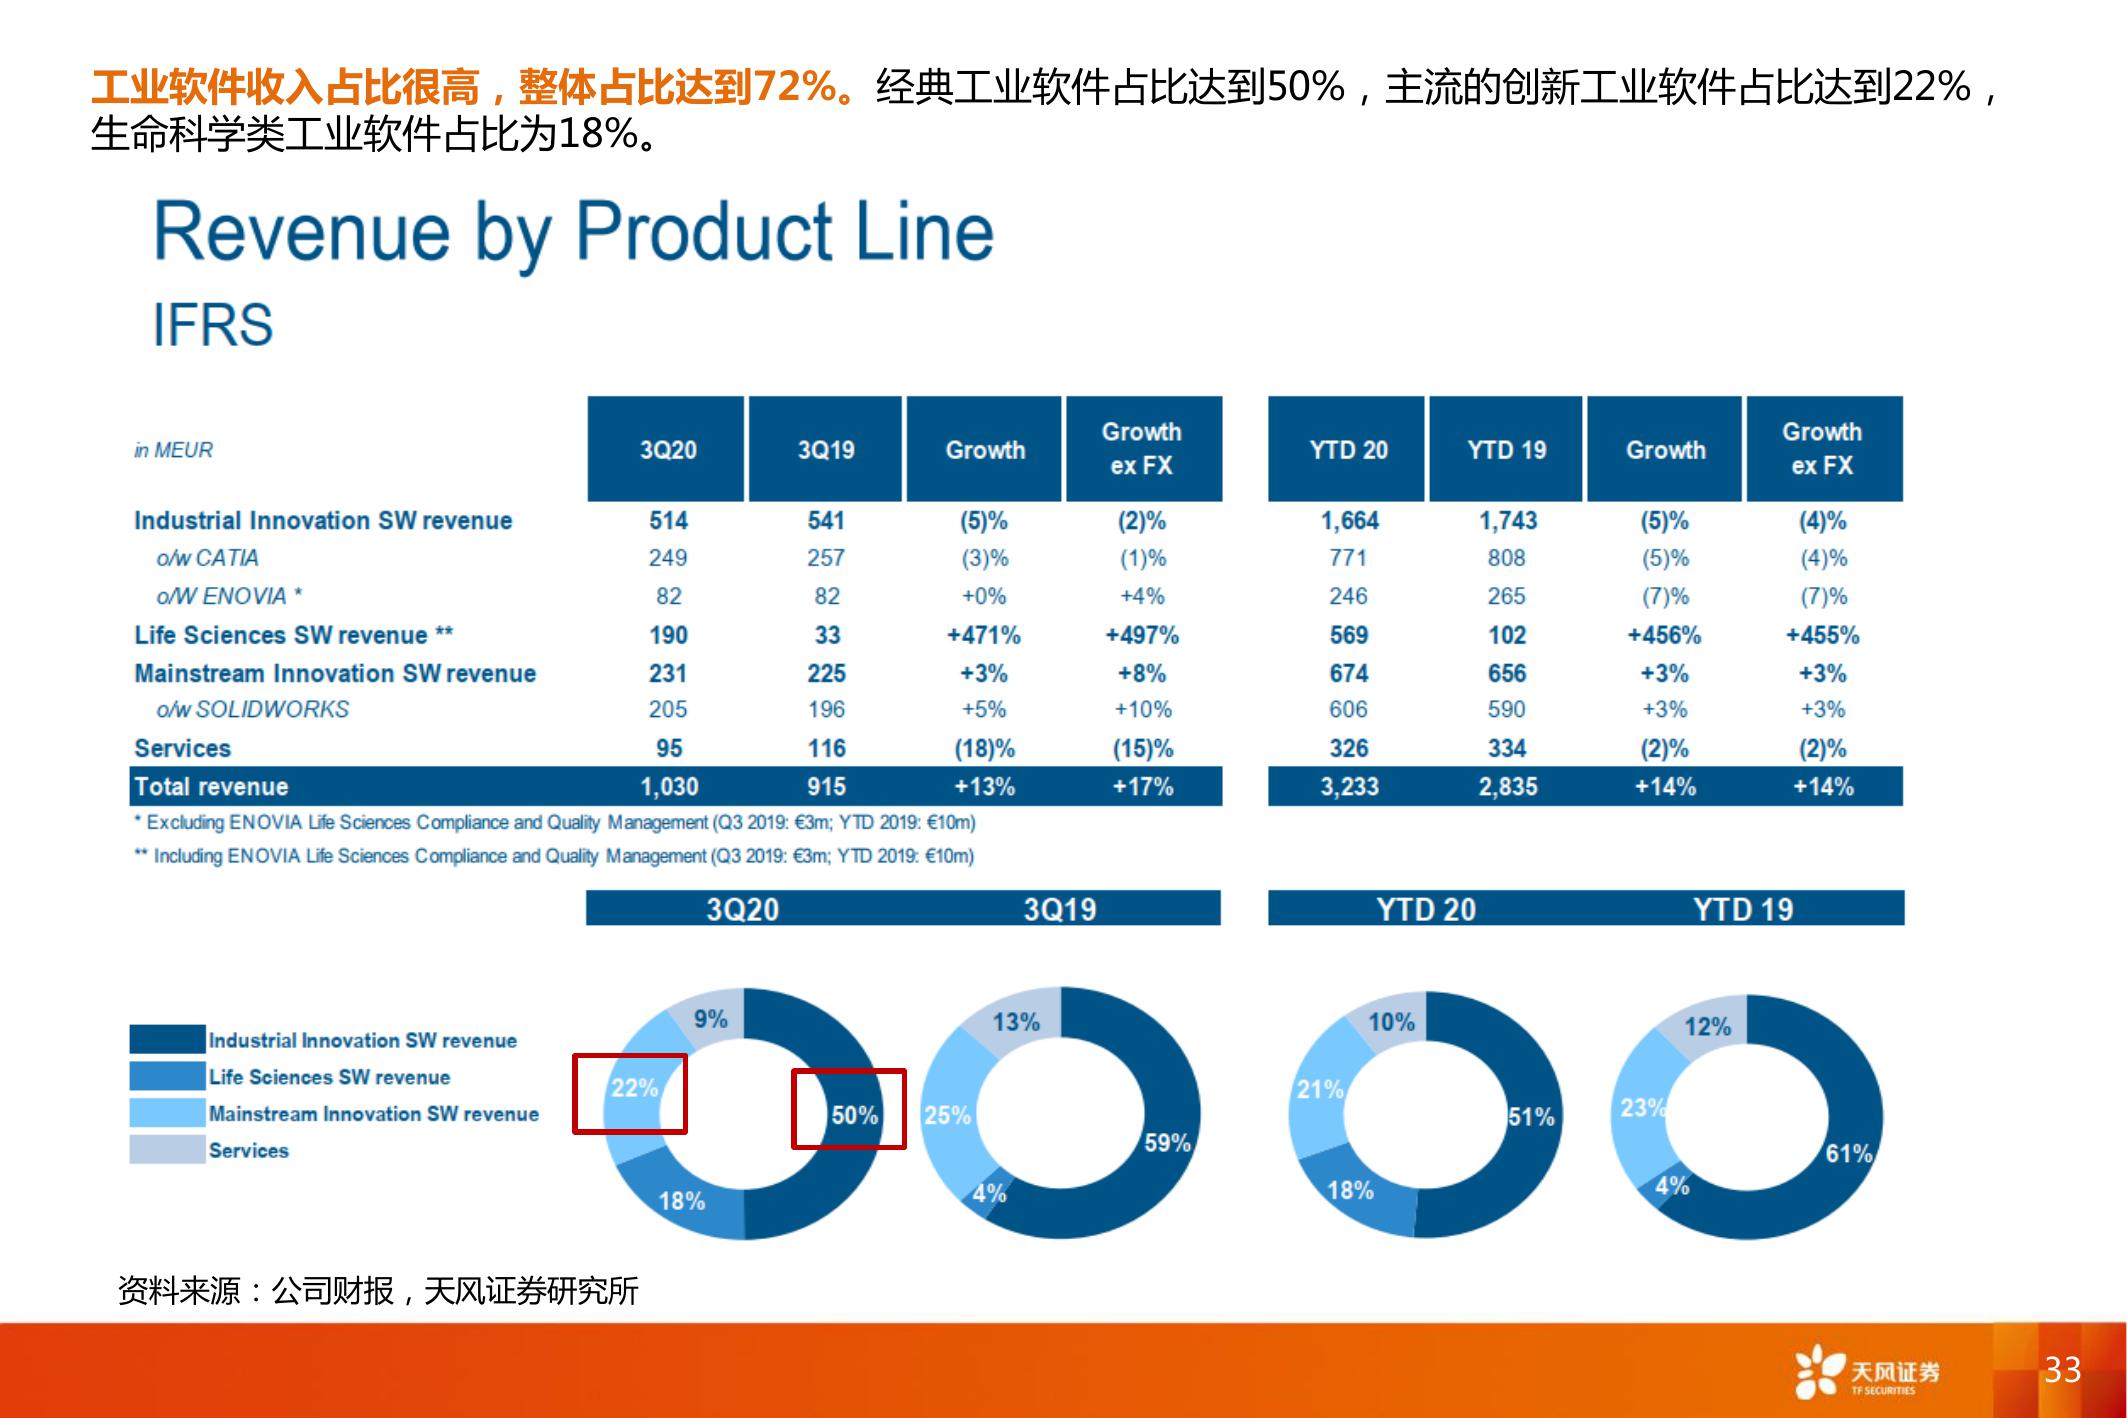 工业软件收入占比很高，整体占比达到72%。经典工业软件占比达到50%，主流的创新工业软件占比达到22%，
生命科学类工业软件占比为18%。
Revenue by Product Line
IFRS
in MEUR 3Q20 3Q19 Growth Growth ex FX YTD 20 YTD 19 Growth Growth ex FX
Industrial Innovation SW revenue 514 541 (5)% (2)% 1,664 1,743 (5)% (4)%
o/w CATIA 249 257 (3)% (1)% 771 808 (5)% (4)%
o/W ENOVIA * 82 82 +0% +4% 246 265 (7)% (7)%
Life Sciences SW revenue ** 190 33 +471% +497% 569 102 +456% +455%
Mainstream Innovation SW revenue 231 225 +3% +8% 674 656 +3% +3%
o/w SOLIDWORKS 205 196 +5% +10% 606 590 +3% +3%
Services 95 116 (18)% (15)% 326 334 (2)% (2)%
Total revenue 1,030 915 +13% +17% 3,233 2,835 +14% +14%
* Excluding ENOVIA Life Sciences Compliance and Quality Management (Q3 2019: €3m; YTD 2019: €10m)
** Including ENOVIA Life Sciences Compliance and Quality Management (Q3 2019: €3m; YTD 2019: €10m)
3Q20 3Q19 YTD 20 YTD 19
Industrial Innovation SW revenue
Life Sciences SW revenue
Mainstream Innovation SW revenue
Services
9%
22%
50%
18%
13%
25%
59%
4%
10%
21%
51%
18%
12%
23%
61%
4%
资料来源：公司财报，天风证券研究所
天风证券
TF SECURITIES
33